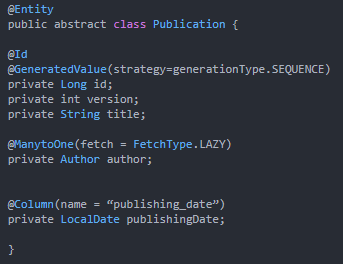 @Entity
public abstract class Publication {
@Id
@GeneratedValue(strategy=generationType.SEQUENCE)
private Long id;
private int version;
private String title;
@ManytoOne(fetch = FetchType.LAZY)
private Author author;
@Column(name = “publishing_date”)
private LocalDate publishingDate;
}